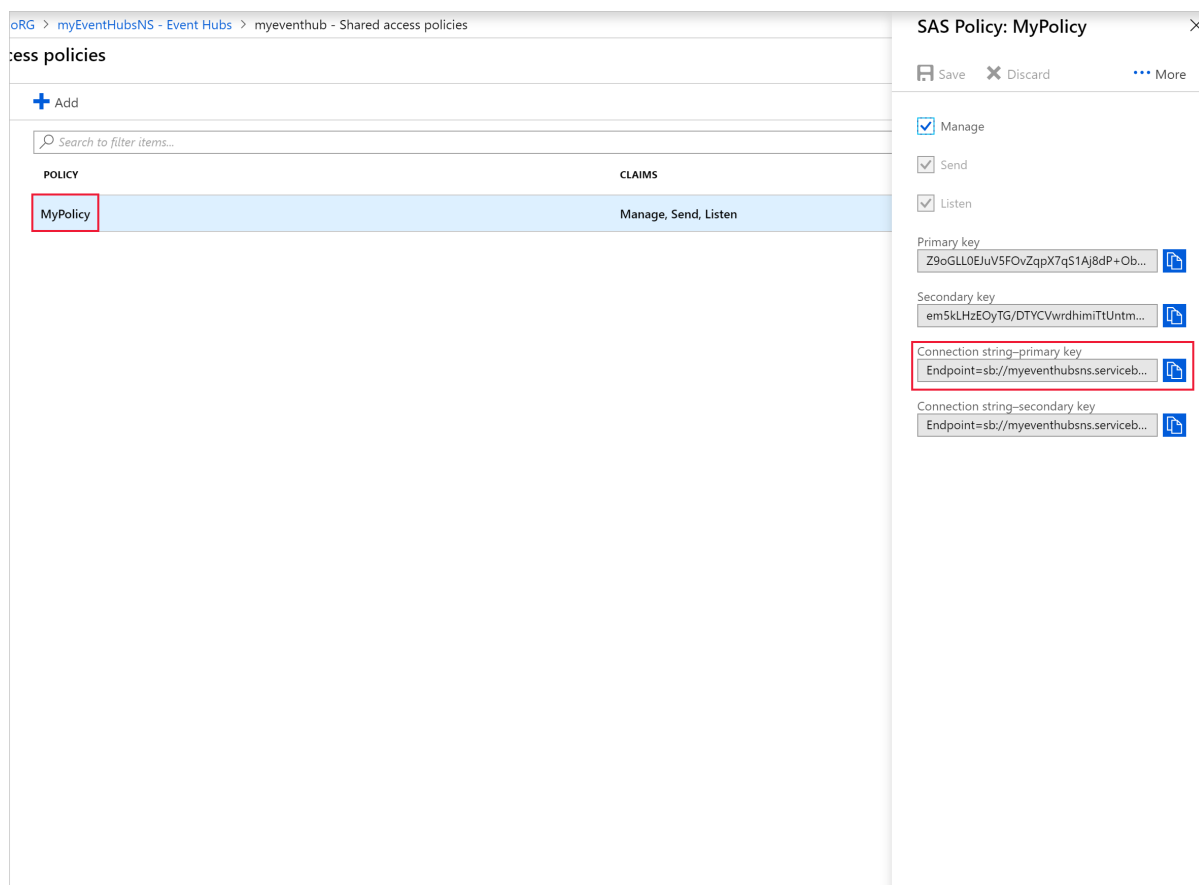 oRG > myEventHubsNS - Event Hubs > myeventhub - Shared access policies
cess policies
Add
Search to filter items...
POLICY CLAIMS
MyPolicy Manage, Send, Listen
SAS Policy: MyPolicy
Save Discard ... More
Manage
Send
Listen
Primary key
Z9oGLL0EJuV5FOvZqpX7qS1Aj8dP+Ob...
Secondary key
em5kLHzEOyTG/DTYCVwrdhimiTtUntm...
Connection string–primary key
Endpoint=sb://myeventhubsns.serviceb...
Connection string–secondary key
Endpoint=sb://myeventhubsns.serviceb...